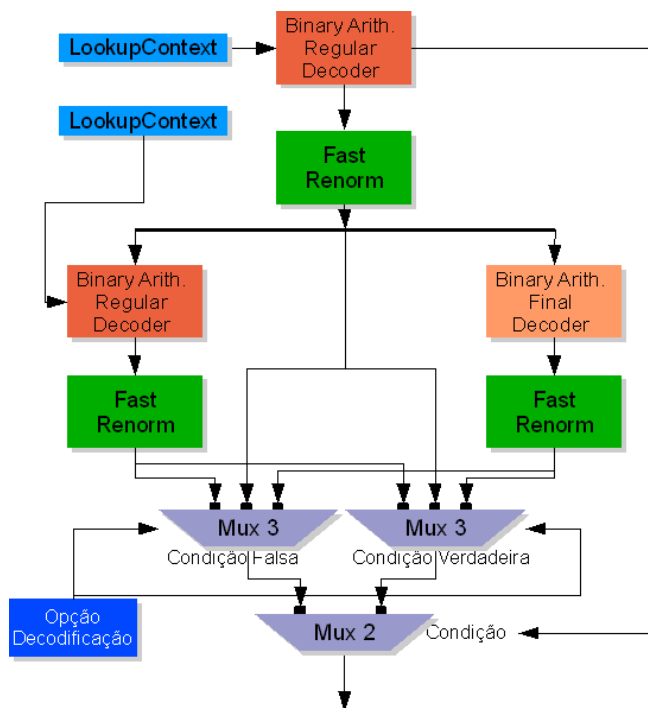 LookupContext
Binary Arith.
Regular
Decoder
LookupContext
Fast
Renorm
Binary Arith.
Regular
Decoder
Binary Arith.
Final
Decoder
Fast
Renorm
Fast
Renorm
Mux 3
Mux 3
Condição Falsa
Condição Verdadeira
Opção
Decodificação
Mux 2
Condição